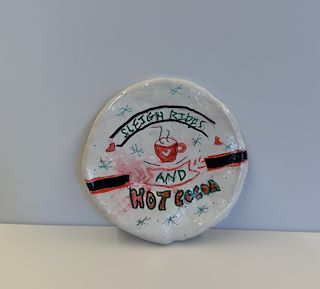 SLEIGH RIDES
AND
HOT COCOA